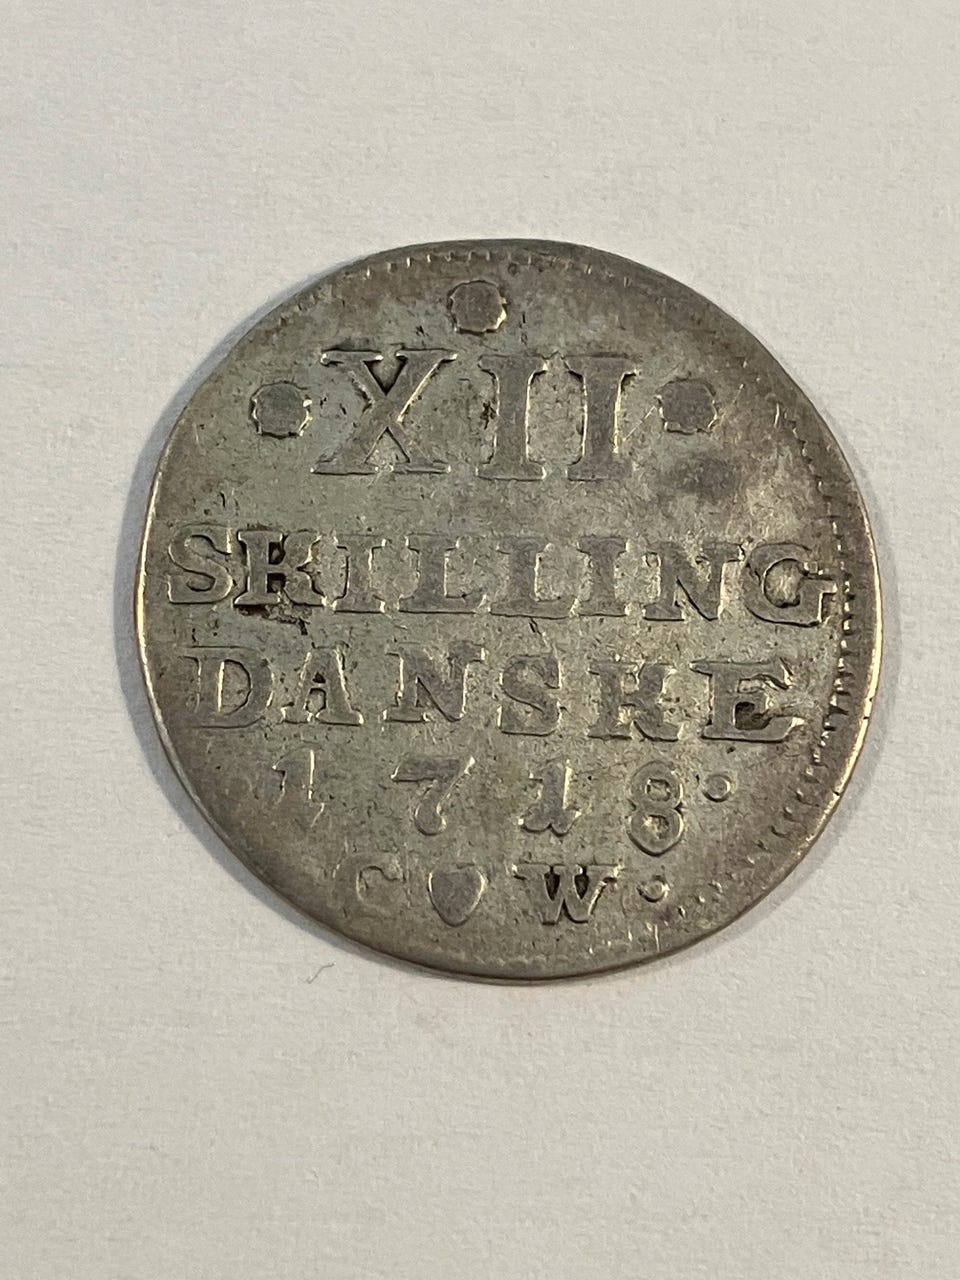 XII
SKILLING
DANSKE
1718·
C W·